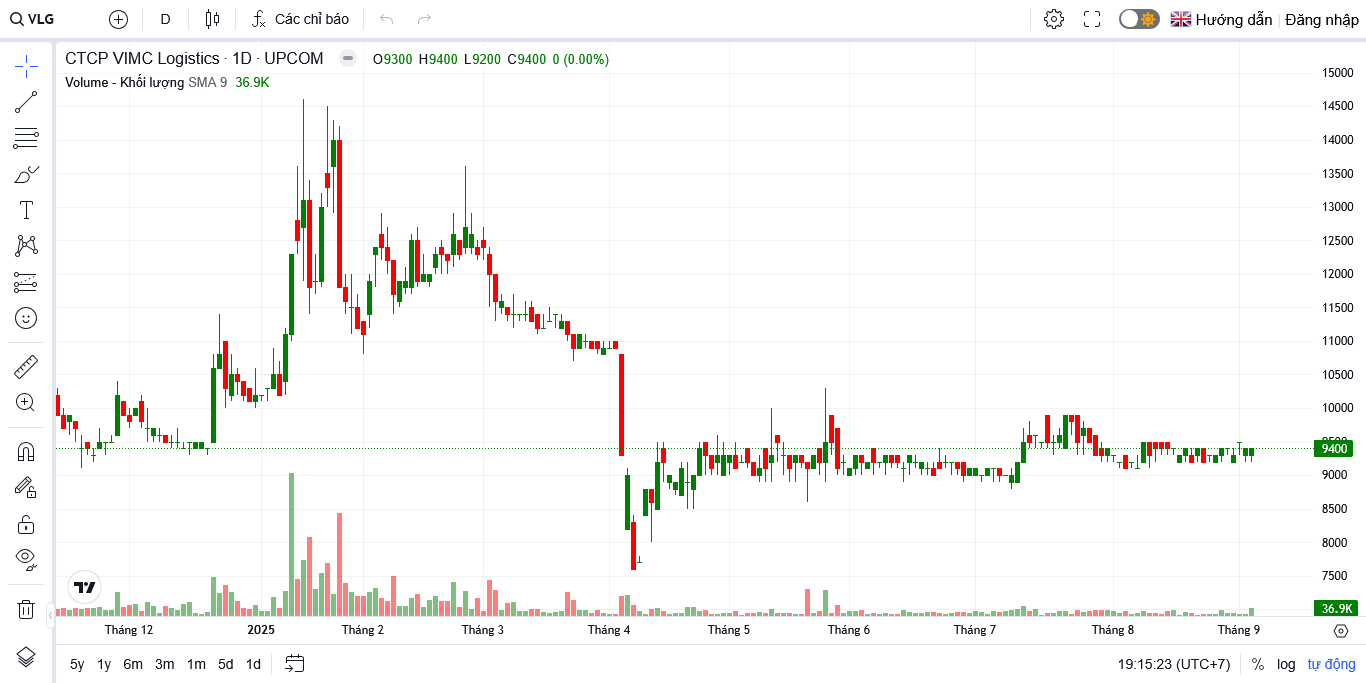 VLG D Các chỉ báo Hướng dẫn Đăng nhập
CTCP VIMC Logistics · 1D · UPCOM O9300 H9400 L9200 C9400 0 (0.00%)
Volume - Khối lượng SMA 9 36.9K
15000
14500
14000
13500
13000
12500
12000
11500
11000
10500
10000
9500
9400
9000
8500
8000
7500
36.9K
Tháng 12 2025 Tháng 2 Tháng 3 Tháng 4 Tháng 5 Tháng 6 Tháng 7 Tháng 8 Tháng 9
5y 1y 6m 3m 1m 5d 1d 19:15:23 (UTC+7) % log tự động